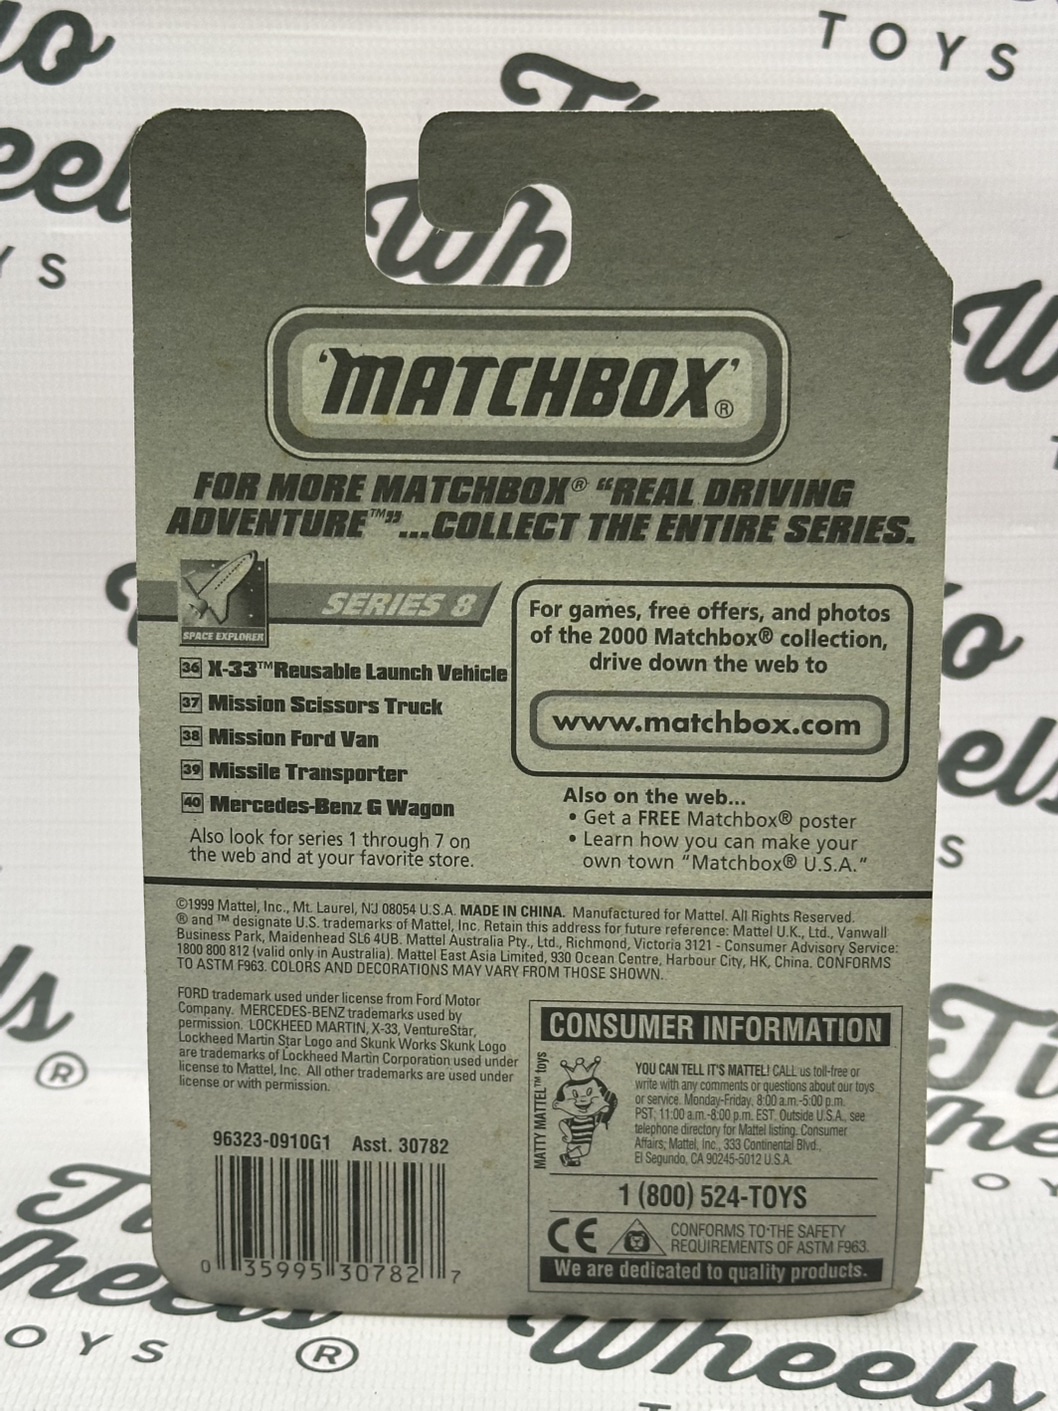 TOYS
'MATCHBOX'®
FOR MORE MATCHBOX® “REAL DRIVING
ADVENTURE™”...COLLECT THE ENTIRE SERIES.
SERIES 8
SPACE EXPLORER
36 X-33™Reusable Launch Vehicle
37 Mission Scissors Truck
38 Mission Ford Van
39 Missile Transporter
40 Mercedes-Benz G Wagon
Also look for series 1 through 7 on
the web and at your favorite store.
For games, free offers, and photos
of the 2000 Matchbox® collection,
drive down the web to
www.matchbox.com
Also on the web...
• Get a FREE Matchbox® poster
• Learn how you can make your
own town “Matchbox® U.S.A.”
©1999 Mattel, Inc., Mt. Laurel, NJ 08054 U.S.A. MADE IN CHINA. Manufactured for Mattel. All Rights Reserved.
® and ™ designate U.S. trademarks of Mattel, Inc. Retain this address for future reference: Mattel U.K., Ltd., Vanwall
Business Park, Maidenhead SL6 4UB. Mattel Australia Pty., Ltd., Richmond, Victoria 3121 - Consumer Advisory Service:
1800 800 812 (valid only in Australia). Mattel East Asia Limited, 930 Ocean Centre, Harbour City, HK, China. CONFORMS
TO ASTM F963. COLORS AND DECORATIONS MAY VARY FROM THOSE SHOWN.
FORD trademark used under license from Ford Motor
Company. MERCEDES-BENZ trademarks used by
permission. LOCKHEED MARTIN, X-33, VentureStar,
Lockheed Martin Star Logo and Skunk Works Skunk Logo
are trademarks of Lockheed Martin Corporation used under
license to Mattel, Inc. All other trademarks are used under
license or with permission.
96323-0910G1 Asst. 30782
0 35995 30782 7
CONSUMER INFORMATION
MATTY MATTEL™ toys
YOU CAN TELL IT'S MATTEL! CALL us toll-free or
write with any comments or questions about our toys
or service. Monday-Friday, 8:00 a.m.-5:00 p.m.
PST; 11:00 a.m.-8:00 p.m. EST. Outside U.S.A., see
telephone directory for Mattel listing. Consumer
Affairs; Mattel, Inc., 333 Continental Blvd.,
El Segundo, CA 90245-5012 U.S.A.
1 (800) 524-TOYS
CE
CONFORMS TO THE SAFETY
REQUIREMENTS OF ASTM F963.
We are dedicated to quality products.
Wheels
®